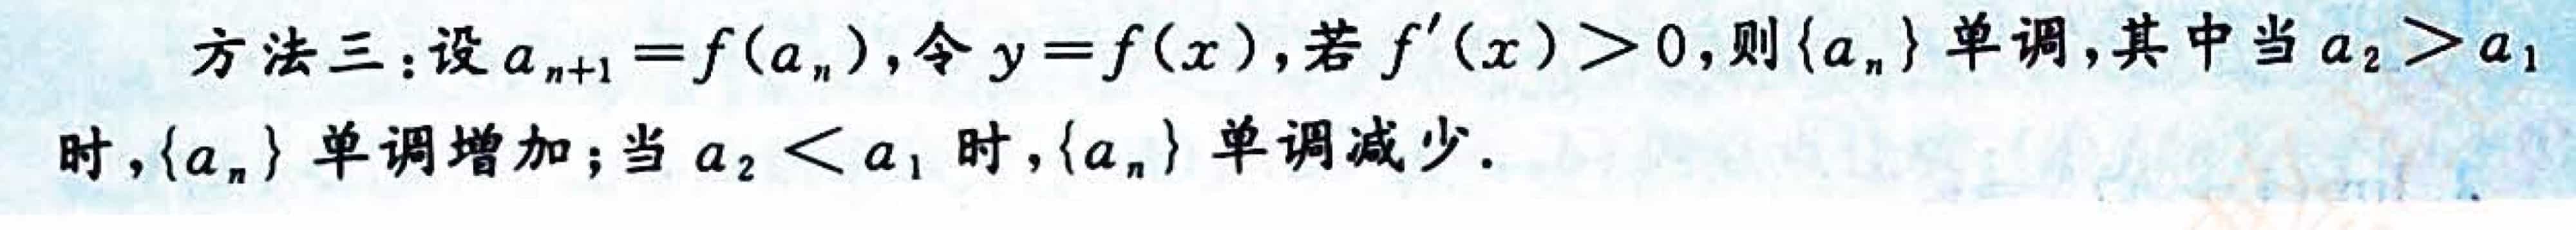 方法三:设 a_{n+1}=f(a_n),令 y=f(x),若 f′(x)>0,则{a_n}单调,其中当 a_2>a_1
时,{a_n}单调增加;当 a_2<a_1 时,{a_n}单调减少.